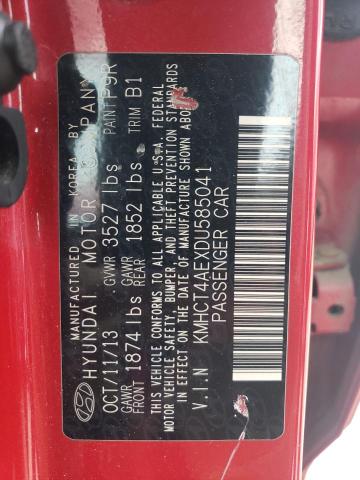 MANUFACTURED IN KOREA BY
HYUNDAI MOTOR COMPANY
OCT/11/13 GVWR 3527 lbs PAINT P9R
GAWR FRONT 1874 lbs GAWR REAR 1852 lbs TRIM B1
THIS VEHICLE CONFORMS TO ALL APPLICABLE U.S.A. FEDERAL
MOTOR VEHICLE SAFETY, BUMPER, AND THEFT PREVENTION STANDARDS
IN EFFECT ON THE DATE OF MANUFACTURE SHOWN ABOVE
V.I.N KMHCT4AEXDU585041
PASSENGER CAR